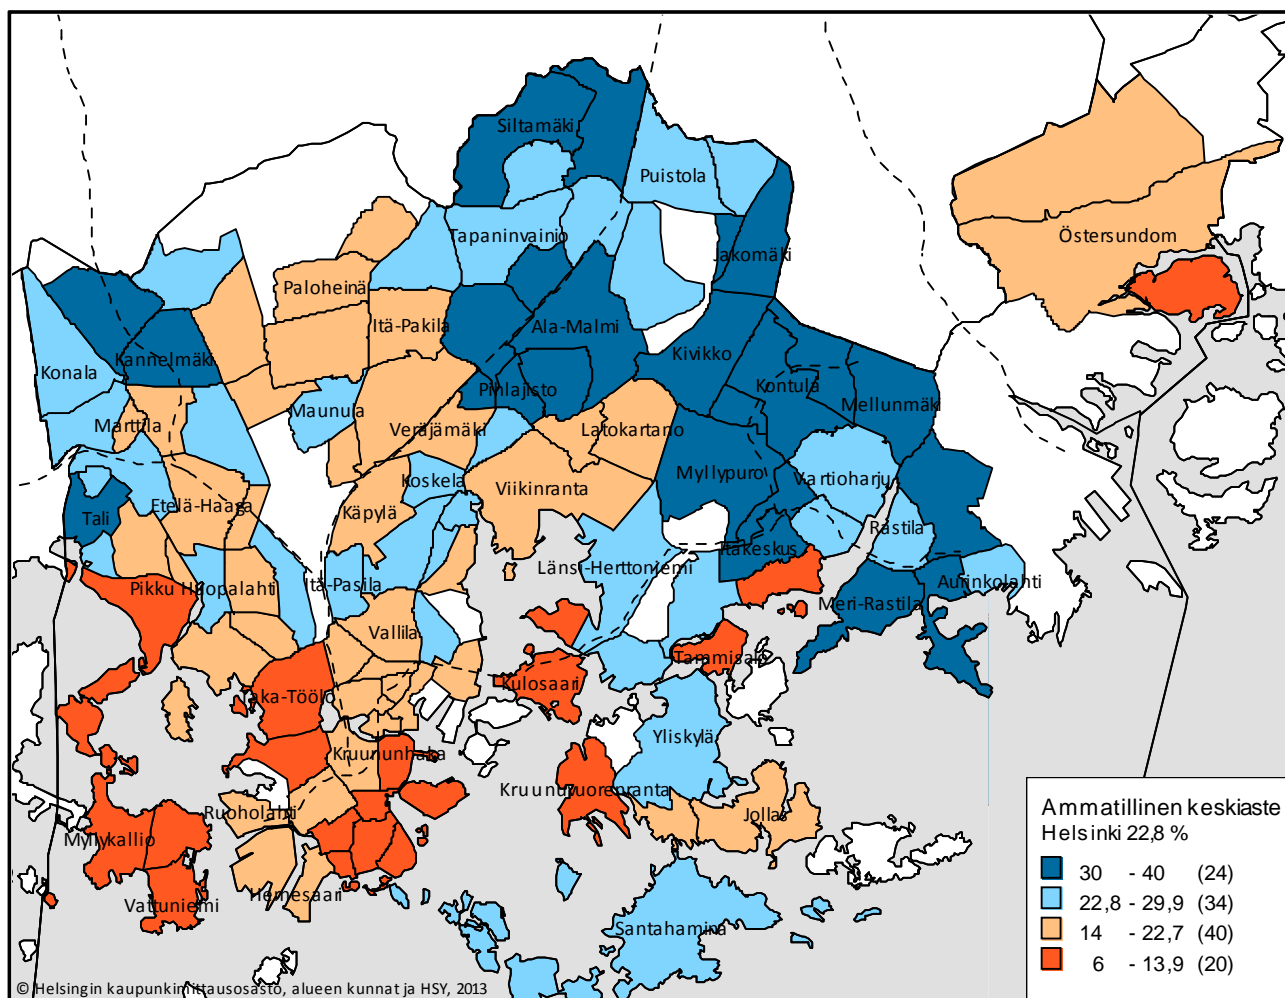 Siltamäki
Puistola
Tapaninvainio
Östersundom
Jakomäki
Paloheinä
Itä-Pakila
Ala-Malmi
Kannelmäki
Kivikko
Konala
Pihlajisto
Kontula
Mellunmäki
Maunula
Marttila
Veräjämäki
Latokartano
Myllypuro
Vartioharju
Koskela
Viikinranta
Etelä-Haaga
Käpylä
Tali
Rastila
Itäkeskus
Länsi-Herttoniemi
Pikku Huopalahti
Itä-Pasila
Aurinkolahti
Meri-Rastila
Vallila
Tammisalo
Kulosaari
Taka-Töölö
Yliskylä
Kruununhaka
Kruunuvuorenranta
Ruoholahti
Jollas
Myllykallio
Hernesaari
Vattuniemi
Santahamina
Ammatillinen keskiaste
Helsinki 22,8 %
30 - 40 (24)
22,8 - 29,9 (34)
14 - 22,7 (40)
6 - 13,9 (20)
© Helsingin kaupunkimittausosasto, alueen kunnat ja HSY, 2013